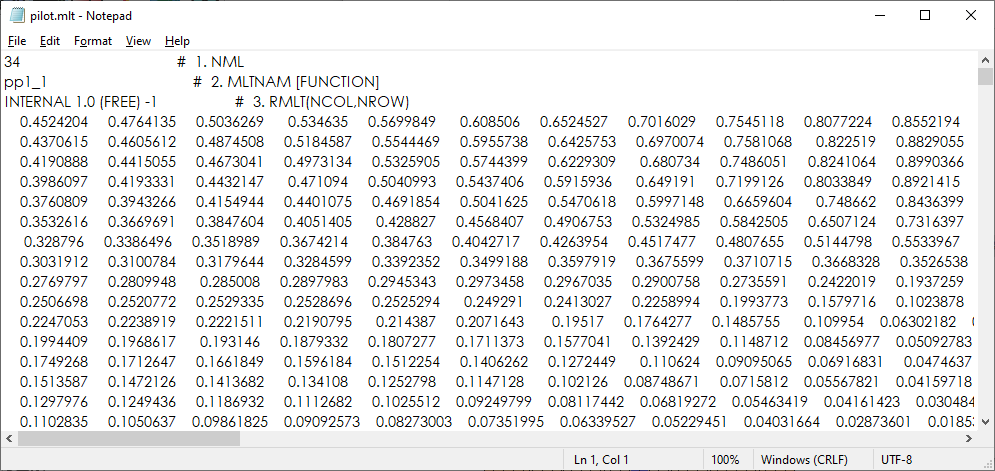 pilot.mlt - Notepad
File Edit Format View Help
34 # 1. NML
pp1_1 # 2. MLTNAM [FUNCTION]
INTERNAL 1.0 (FREE) -1 # 3. RMLT(NCOL,NROW)
0.4524204 0.4764135 0.5036269 0.534635 0.5699849 0.608506 0.6524527 0.7016029 0.7545118 0.8077224 0.8552194
0.4370615 0.4605612 0.4874508 0.5184587 0.5544469 0.5955738 0.6425753 0.6970074 0.7581068 0.822519 0.8829055
0.4190888 0.4415055 0.4673041 0.4973134 0.5325905 0.5744399 0.6229309 0.680734 0.7486051 0.8241064 0.8990366
0.3986097 0.4193331 0.4432147 0.471094 0.5040993 0.5437406 0.5915936 0.649191 0.7199126 0.8033849 0.8921415
0.3760809 0.3943266 0.4154944 0.4401075 0.4691854 0.5041625 0.5470618 0.5997148 0.6659604 0.748662 0.8436399
0.3532616 0.3669691 0.3847604 0.4051405 0.428827 0.4568407 0.4906753 0.5324985 0.5842505 0.6507124 0.7316397
0.328796 0.3386496 0.3518989 0.3674214 0.384763 0.4042717 0.4263954 0.4517477 0.4807655 0.5144798 0.5533967
0.3031912 0.3100784 0.3179644 0.3284599 0.3392352 0.3499188 0.3597919 0.3675599 0.3710715 0.3668328 0.3526538
0.2769797 0.2809948 0.285008 0.2897983 0.2945343 0.2973458 0.2967035 0.2900758 0.2735591 0.2422019 0.1937259
0.2506698 0.2520772 0.2529335 0.2528696 0.2525294 0.249291 0.2413027 0.2258994 0.1993773 0.1579716 0.1023878
0.2247053 0.2238919 0.2221511 0.2190795 0.214387 0.2071643 0.19517 0.1764277 0.1485755 0.109954 0.06302182
0.1994409 0.1968617 0.193146 0.1879332 0.1807277 0.1711373 0.1577041 0.1392429 0.1148712 0.08456977 0.05092783
0.1749268 0.1712647 0.1661849 0.1596184 0.1512254 0.1406262 0.1272449 0.110624 0.09095065 0.06916831 0.0474637
0.1513587 0.1472126 0.1413682 0.134108 0.1252798 0.1147128 0.102126 0.08748671 0.0715812 0.05567821 0.04159718
0.1297976 0.1249436 0.1186932 0.1112682 0.1025512 0.09249799 0.08117442 0.06819272 0.05463419 0.04161423 0.030484
0.1102835 0.1050637 0.09861825 0.09092573 0.08273003 0.07351995 0.06339527 0.05229451 0.04031664 0.02873601 0.0185
Ln 1, Col 1 100% Windows (CRLF) UTF-8